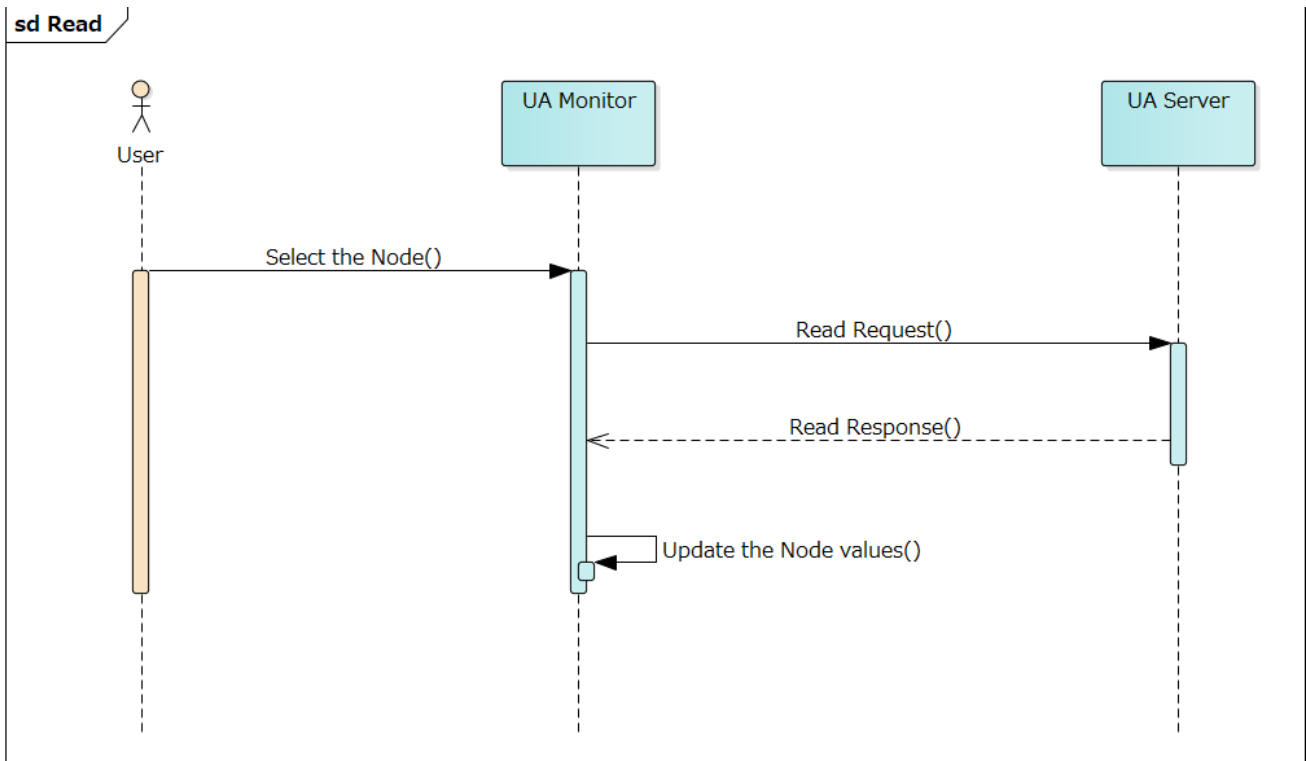 sd Read
User
UA Monitor
UA Server
Select the Node()
Read Request()
Read Response()
Update the Node values()